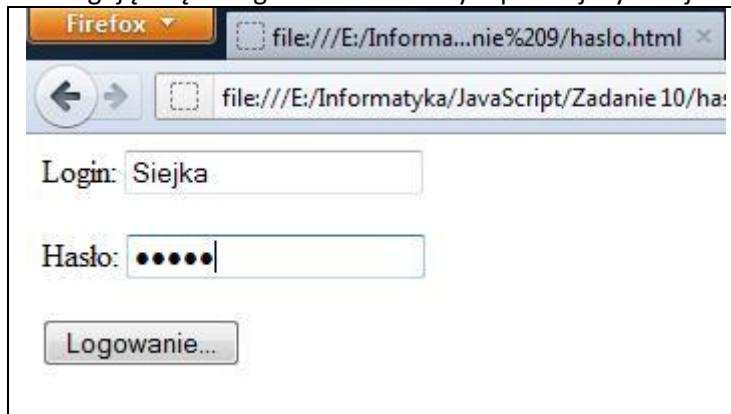 Firefox
file:///E:/Informa...nie%209/haslo.html ×
file:///E:/Informatyka/JavaScript/Zadanie 10/has
Login: Siejka
Hasło: •••••
Logowanie...